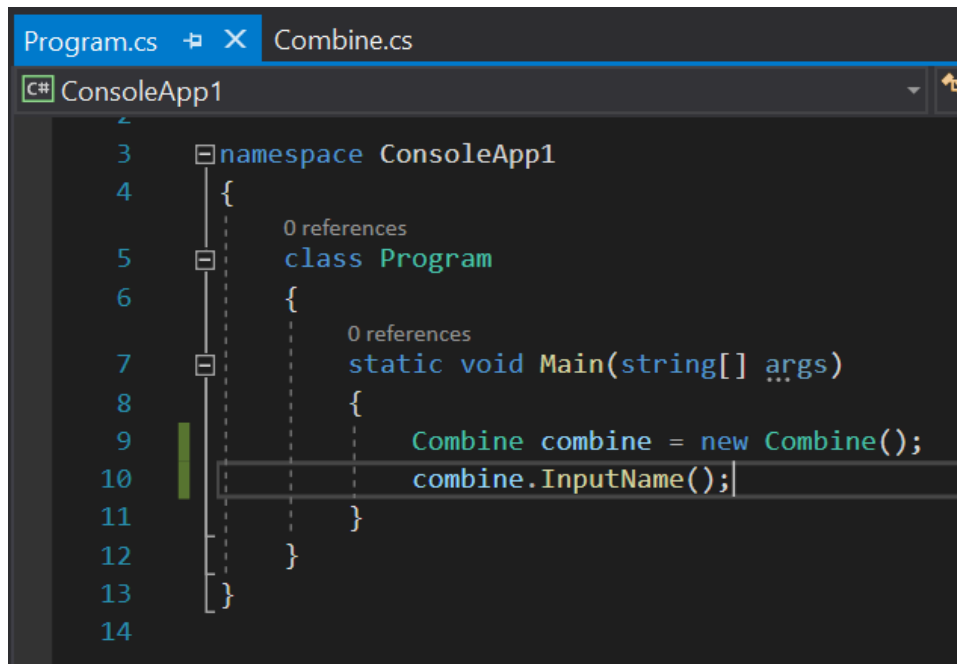 Program.cs Combine.cs
C# ConsoleApp1
2
3 namespace ConsoleApp1
4 {
0 references
5 class Program
6 {
0 references
7 static void Main(string[] args)
8 {
9 Combine combine = new Combine();
10 combine.InputName();
11 }
12 }
13 }
14